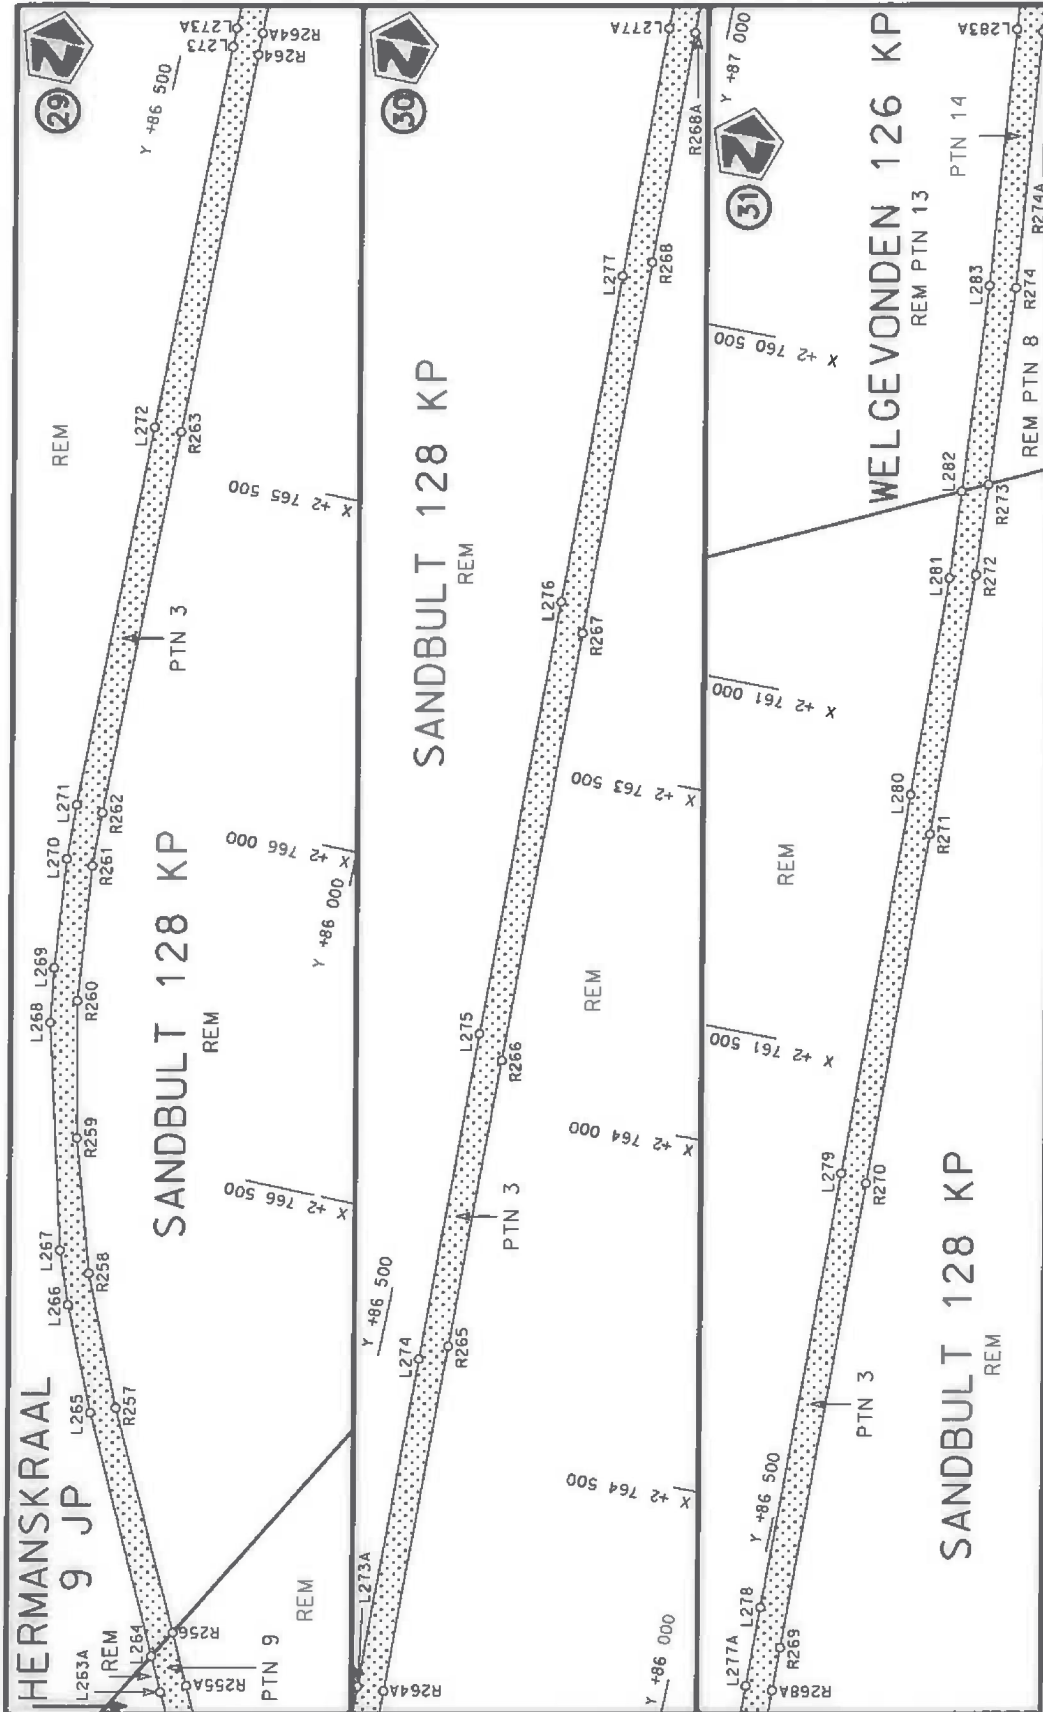 29
Z
HERMANSKRAAL
9 JP
L263A
REM
L264
R255A
R256
PTN 9
REM
L265
R257
L266
L267
R258
R259
L268
L269
R260
L270
R261
L271
R262
PTN 3
L272
R263
L273
L273A
R264
R264A
SANDBULT 128 KP
REM
REM
X +2 766 500
X +2 766 000
X +2 765 500
Y +86 000
Y +86 500
30
Z
L273A
R264A
L274
R265
PTN 3
L275
R266
L276
R267
L277
R268
L277A
R268A
SANDBULT 128 KP
REM
REM
Y +86 500
Y +86 000
X +2 764 500
X +2 764 000
X +2 763 500
31
Z
L277A
R268A
L278
R269
PTN 3
L279
R270
L280
R271
L281
R272
L282
R273
L283
R274
L283A
R274A
REM
SANDBULT 128 KP
REM
WELGEVONDEN 126 KP
REM PTN 13
PTN 14
REM PTN 8
Y +86 500
Y +87 000
X +2 761 500
X +2 761 000
X +2 760 500